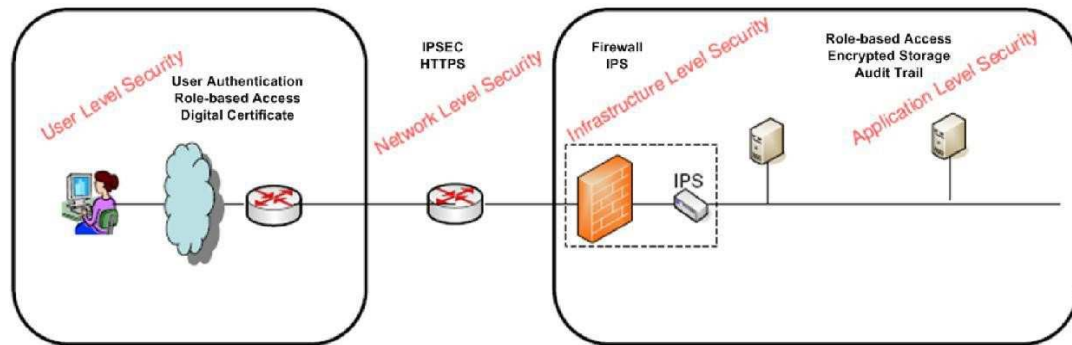 User Level Security
User Authentication
Role-based Access
Digital Certificate
IPSEC
HTTPS
Network Level Security
Firewall
IPS
Infrastructure Level Security
IPS
Role-based Access
Encrypted Storage
Audit Trail
Application Level Security